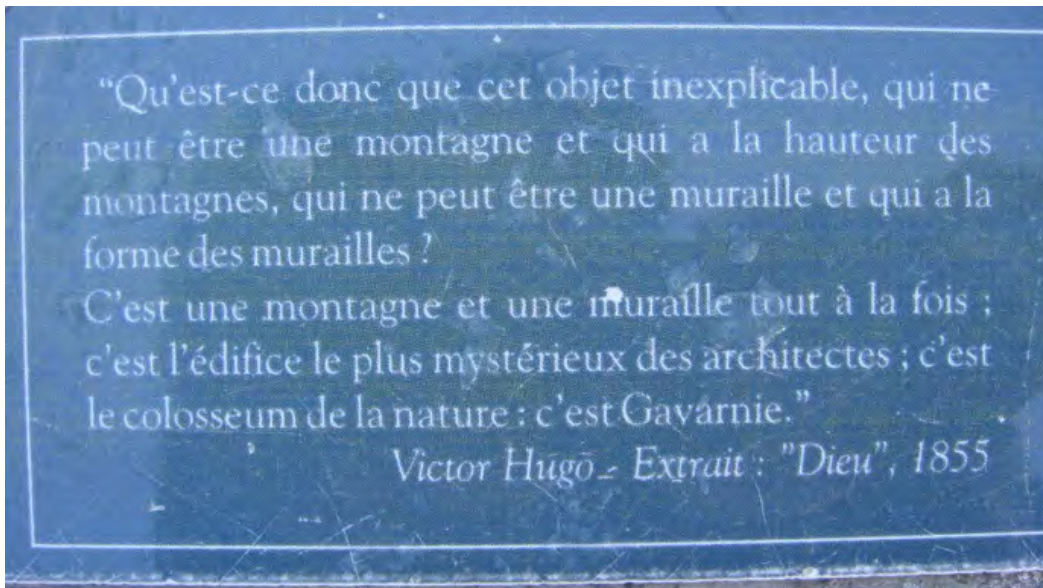 “Qu'est-ce donc que cet objet inexplicable, qui ne
peut être une montagne et qui a la hauteur des
montagnes, qui ne peut être une muraille et qui a la
forme des murailles ?
C'est une montagne et une muraille tout à la fois ;
c'est l'édifice le plus mystérieux des architectes ; c'est
le colosseum de la nature : c'est Gavarnie.”
Victor Hugo - Extrait : "Dieu", 1855